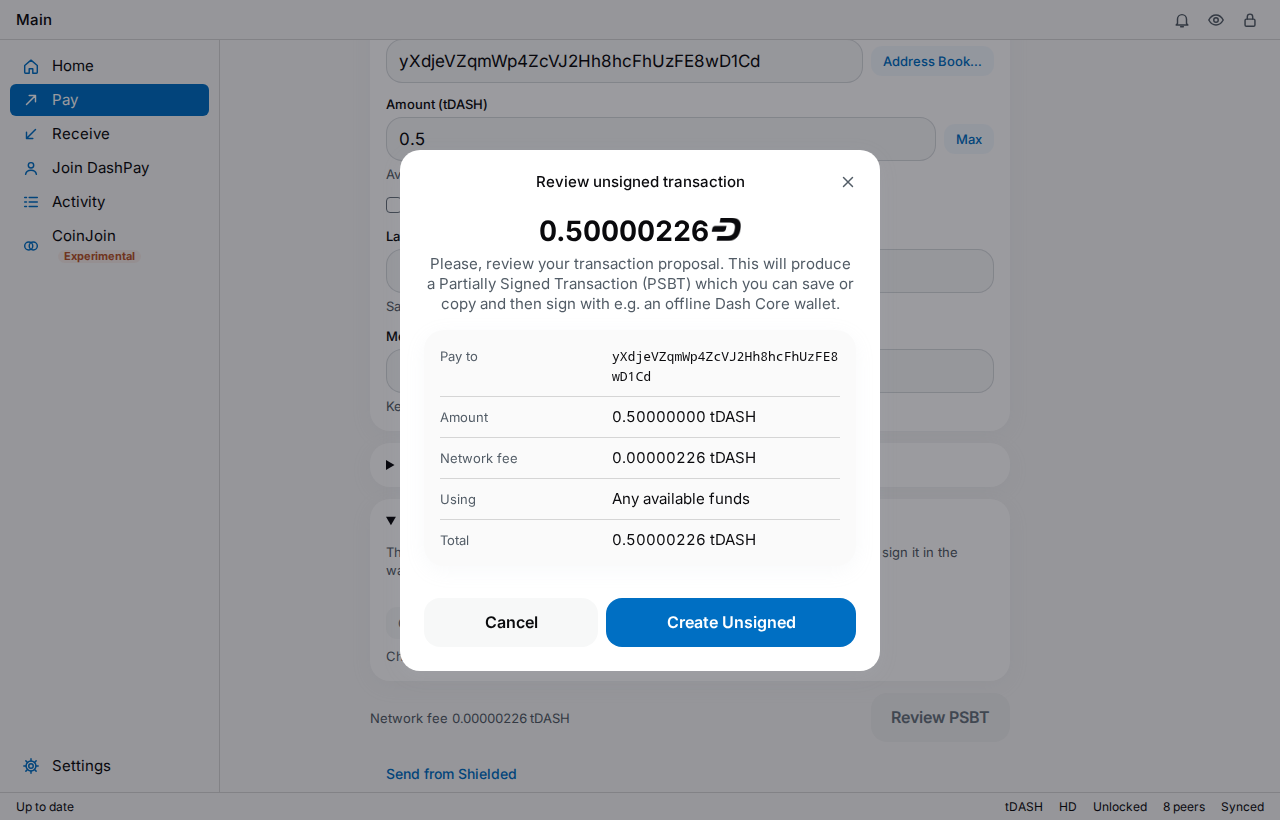 Main
Home
Pay
Receive
Join DashPay
Activity
CoinJoin
Experimental
Settings
yXdjeVZqmWp4ZcVJ2Hh8hcFhUzFE8wD1Cd
Address Book...
Amount (tDASH)
0.5
Max
Review unsigned transaction
0.50000226
Please, review your transaction proposal. This will produce
a Partially Signed Transaction (PSBT) which you can save or
copy and then sign with e.g. an offline Dash Core wallet.
Pay to
yXdjeVZqmWp4ZcVJ2Hh8hcFhUzFE8
wD1Cd
Amount
0.50000000 tDASH
Network fee
0.00000226 tDASH
Using
Any available funds
Total
0.50000226 tDASH
Cancel
Create Unsigned
sign it in the
Network fee 0.00000226 tDASH
Review PSBT
Send from Shielded
Up to date
tDASH
HD
Unlocked
8 peers
Synced